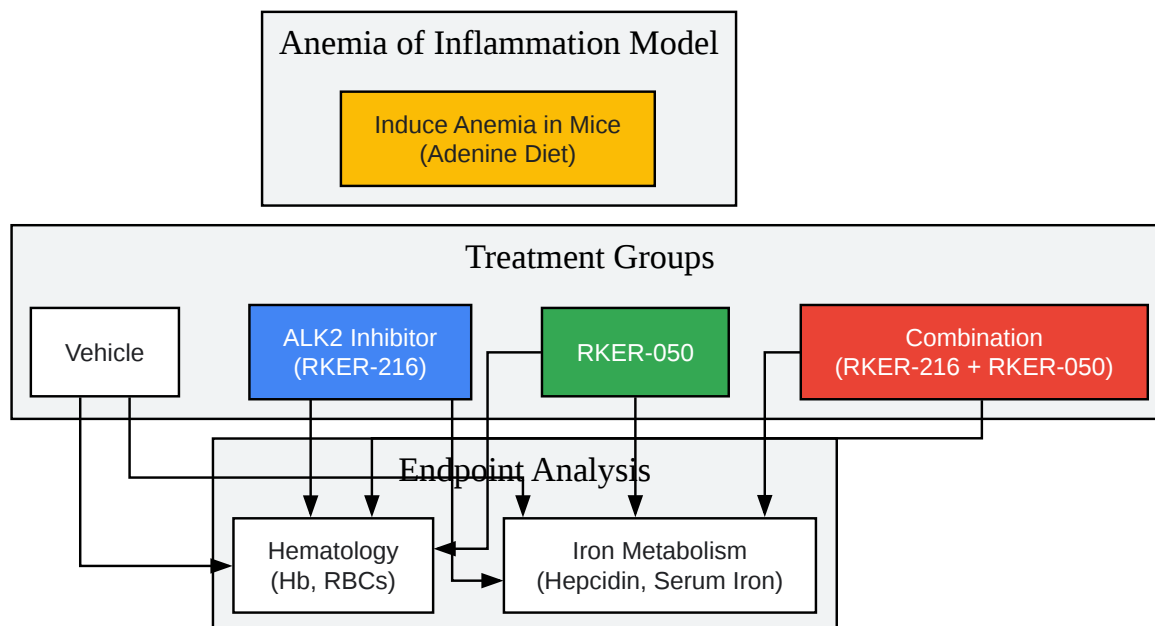 Anemia of Inflammation Model
Induce Anemia in Mice
(Adenine Diet)
Treatment Groups
Vehicle
ALK2 Inhibitor
(RKER-216)
RKER-050
Combination
(RKER-216 + RKER-050)
Endpoint Analysis
Hematology
(Hb, RBCs)
Iron Metabolism
(Hepcidin, Serum Iron)